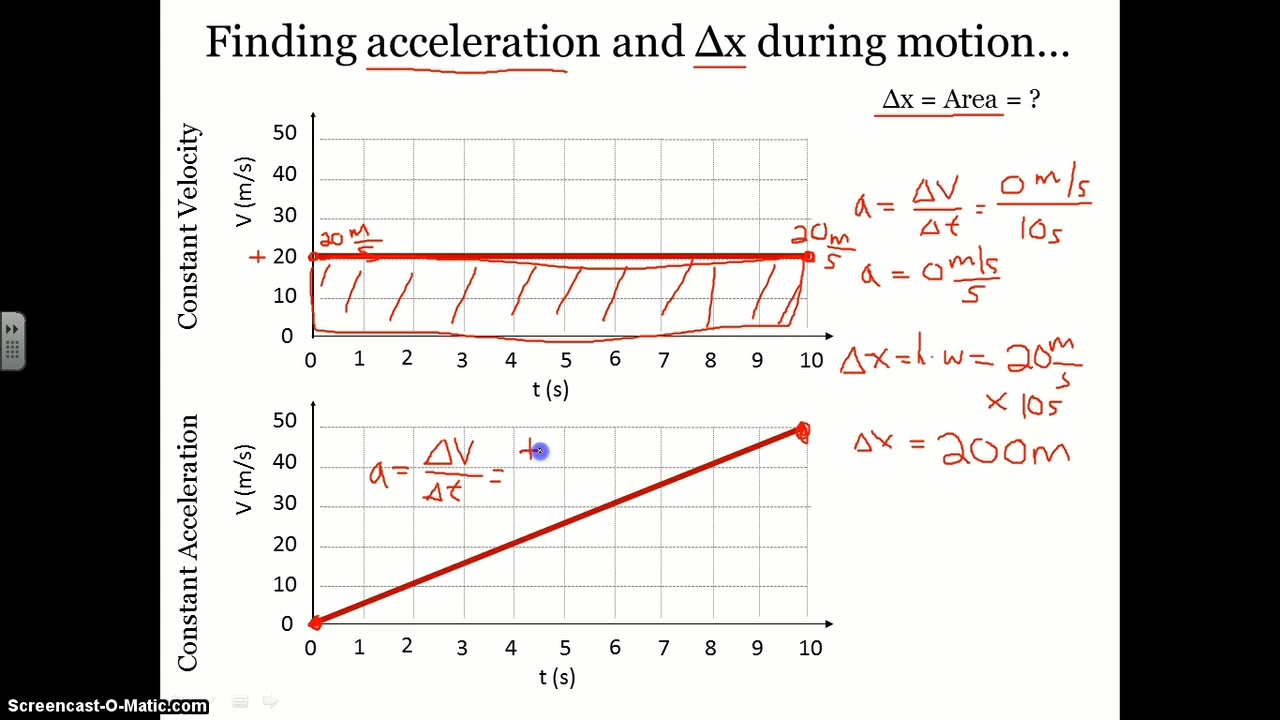 Finding acceleration and Δx during motion...
Δx = Area = ?
Constant Velocity
V (m/s)
50
40
30
+ 20
10
0
20 m/s
20 m/s
0 1 2 3 4 5 6 7 8 9 10
t (s)
a = ΔV/Δt = 0 m/s / 10s
a = 0 m/s/s
Δx = h · w = 20 m/s
x 10s
Δx = 200m
Constant Acceleration
V (m/s)
50
40
30
20
10
0
a = ΔV/Δt = +
0 1 2 3 4 5 6 7 8 9 10
t (s)
Screencast-O-Matic.com